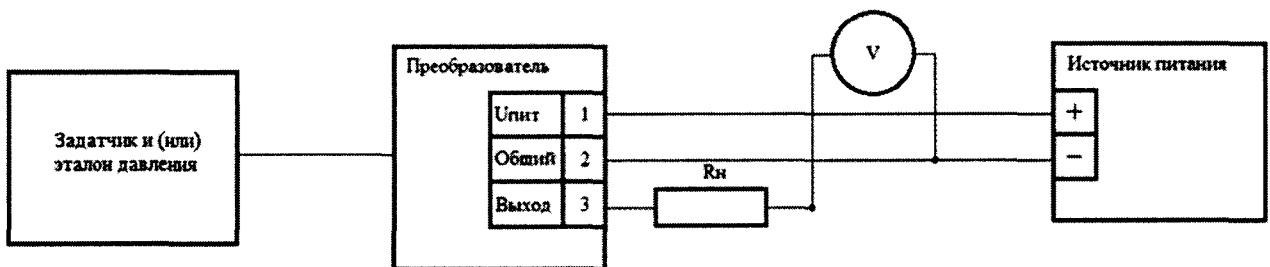 Задатчик и (или)
эталон давления
Преобразователь
Uпит 1
Общий 2
Выход 3
Rн
V
Источник питания
+
−